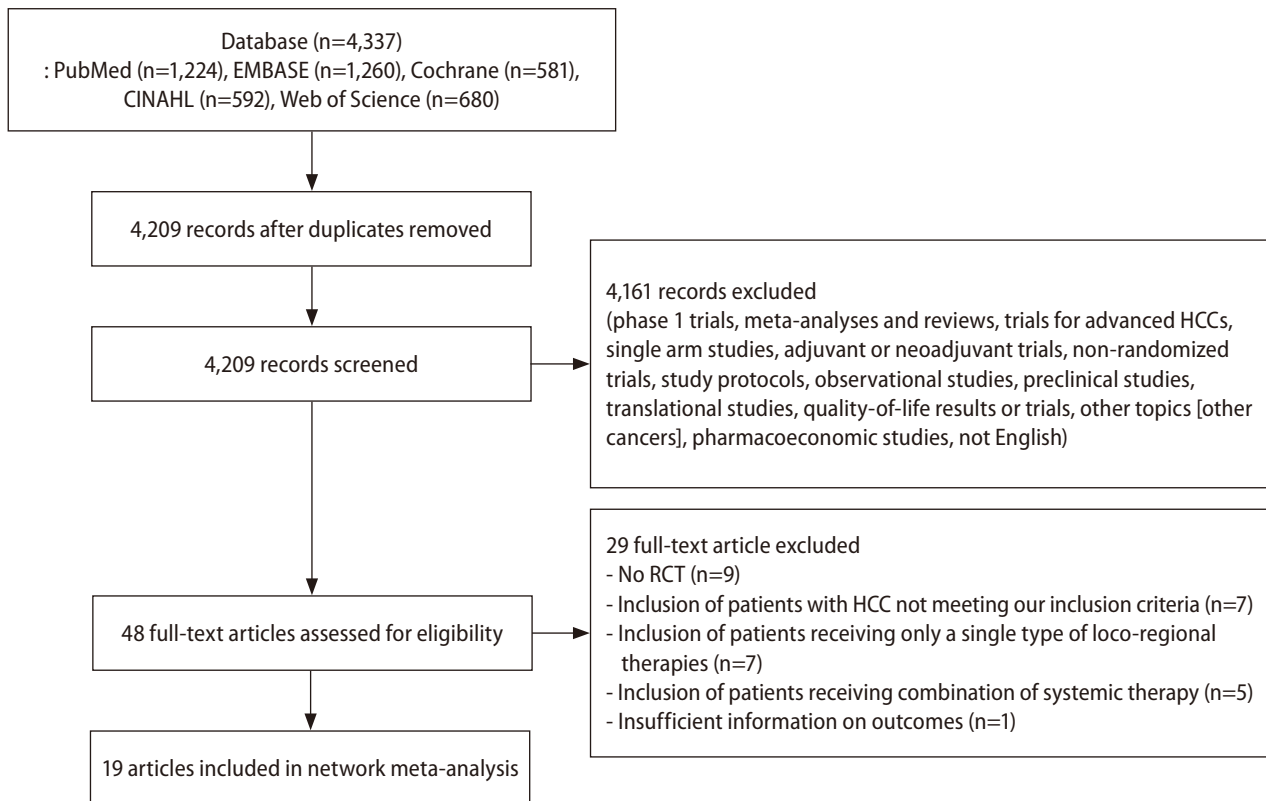 Database (n=4,337)
: PubMed (n=1,224), EMBASE (n=1,260), Cochrane (n=581),
CINAHL (n=592), Web of Science (n=680)
4,209 records after duplicates removed
4,209 records screened
4,161 records excluded
(phase 1 trials, meta-analyses and reviews, trials for advanced HCCs,
single arm studies, adjuvant or neoadjuvant trials, non-randomized
trials, study protocols, observational studies, preclinical studies,
translational studies, quality-of-life results or trials, other topics [other
cancers], pharmacoeconomic studies, not English)
48 full-text articles assessed for eligibility
29 full-text article excluded
- No RCT (n=9)
- Inclusion of patients with HCC not meeting our inclusion criteria (n=7)
- Inclusion of patients receiving only a single type of loco-regional
therapies (n=7)
- Inclusion of patients receiving combination of systemic therapy (n=5)
- Insufficient information on outcomes (n=1)
19 articles included in network meta-analysis